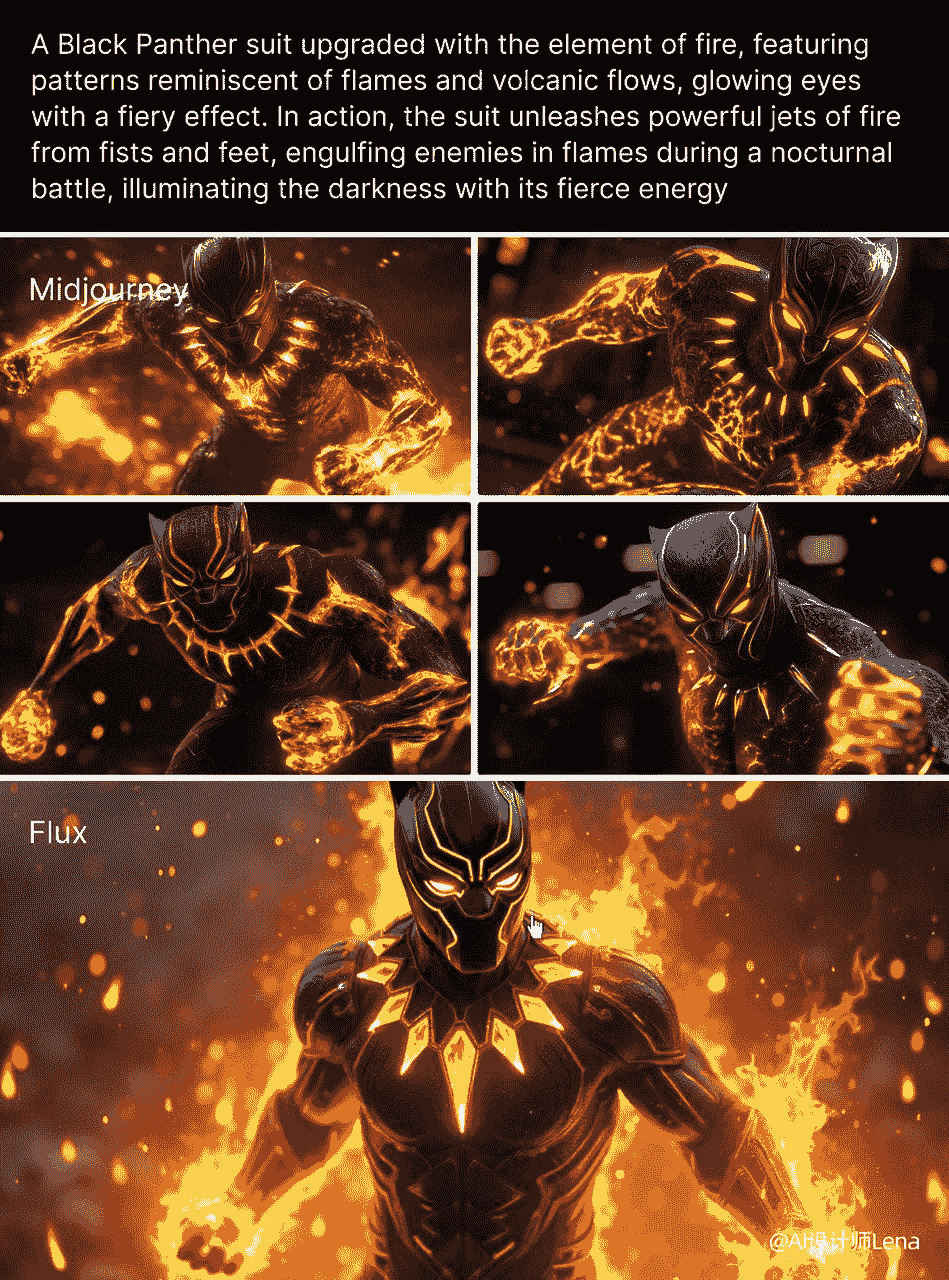 A Black Panther suit upgraded with the element of fire, featuring
patterns reminiscent of flames and volcanic flows, glowing eyes
with a fiery effect. In action, the suit unleashes powerful jets of fire
from fists and feet, engulfing enemies in flames during a nocturnal
battle, illuminating the darkness with its fierce energy
Midjourney
Flux
@AI设计师Lena